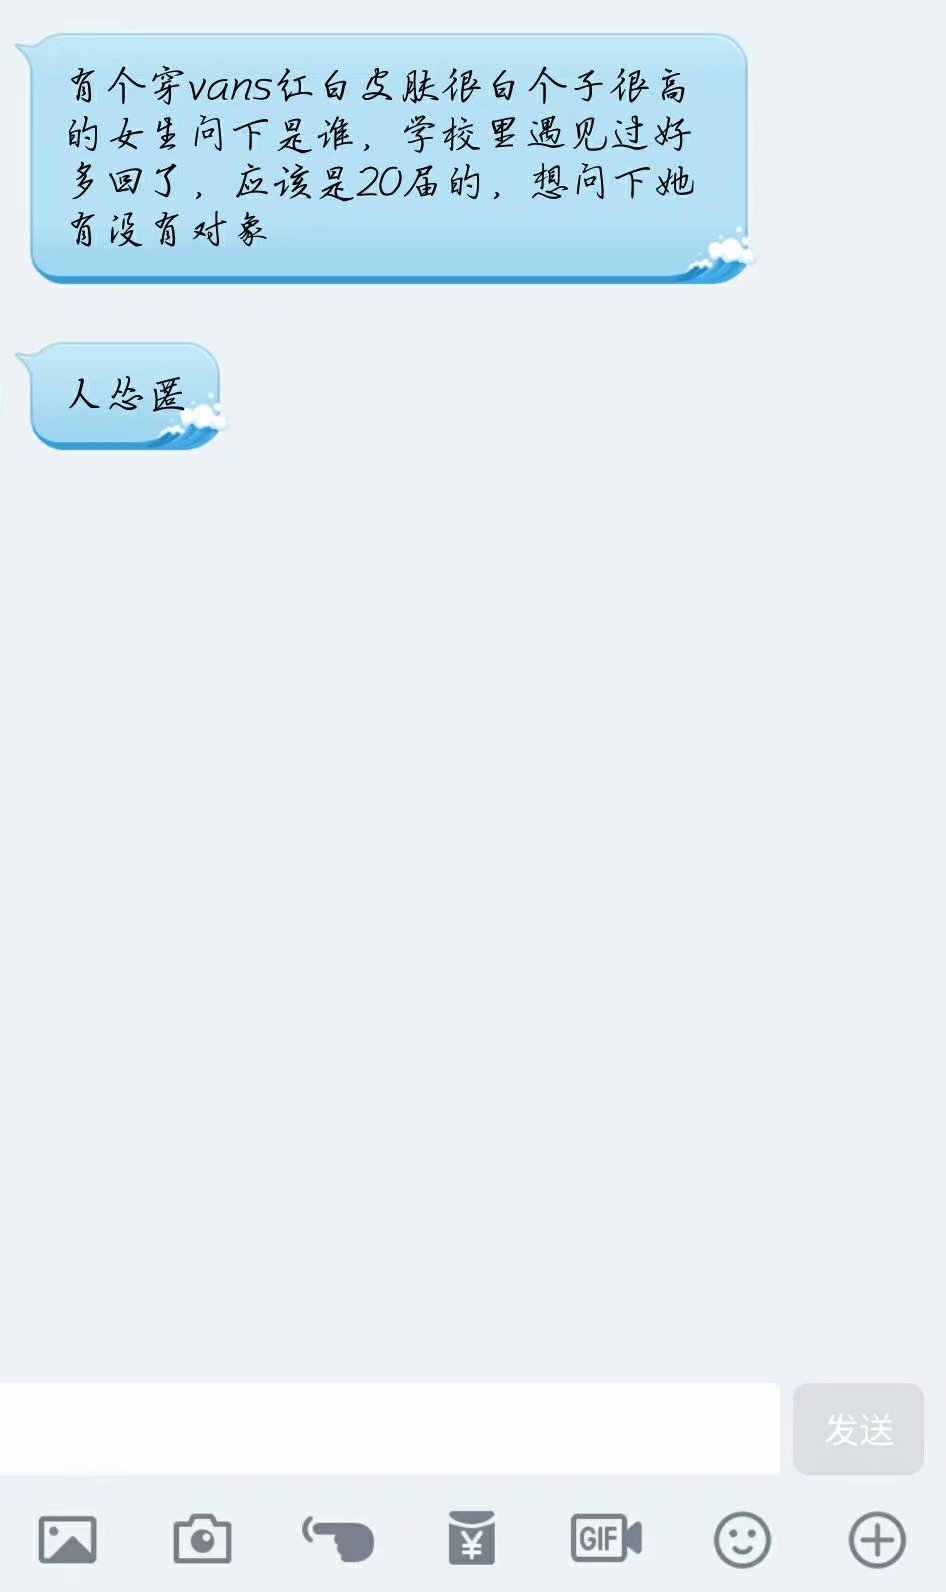 有个穿vans红白皮肤很白个子很高
的女生问下是谁，学校里遇见过好
多回了，应该是20届的，想问下她
有没有对象
人怂匿
发送
GIF